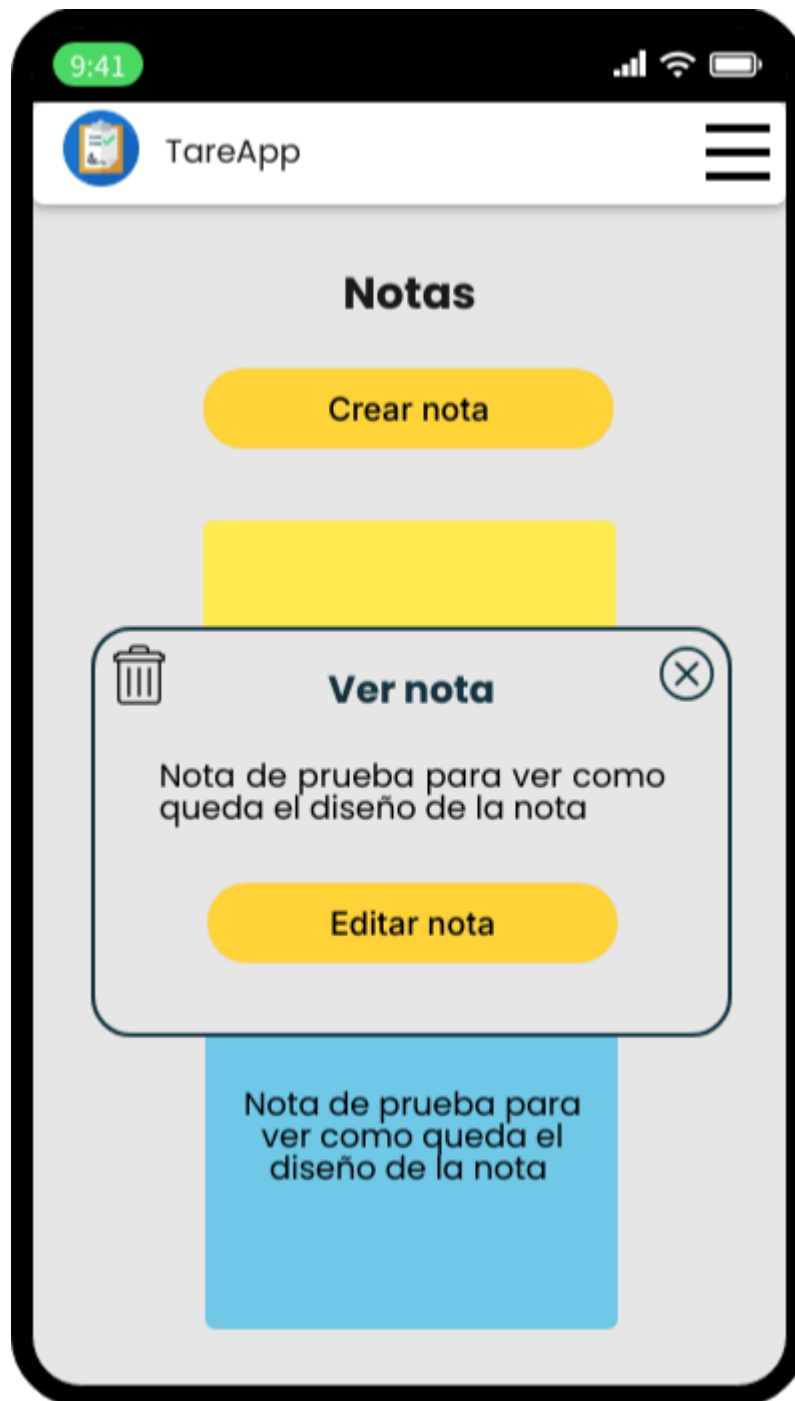 9:41
TareApp
Notas
Crear nota
Ver nota
Nota de prueba para ver como
queda el diseño de la nota
Editar nota
Nota de prueba para
ver como queda el
diseño de la nota